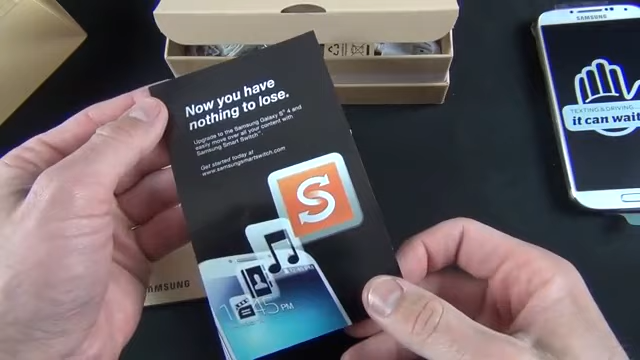 Now you have
nothing to lose.
Upgrade to the Samsung Galaxy S® 4 and
easily move over all your content with
Samsung Smart Switch™.
Get started today at
www.samsungsmartswitch.com
S
PM
SAMSUNG
SAMSUNG
TEXTING & DRIVING...
it can wait